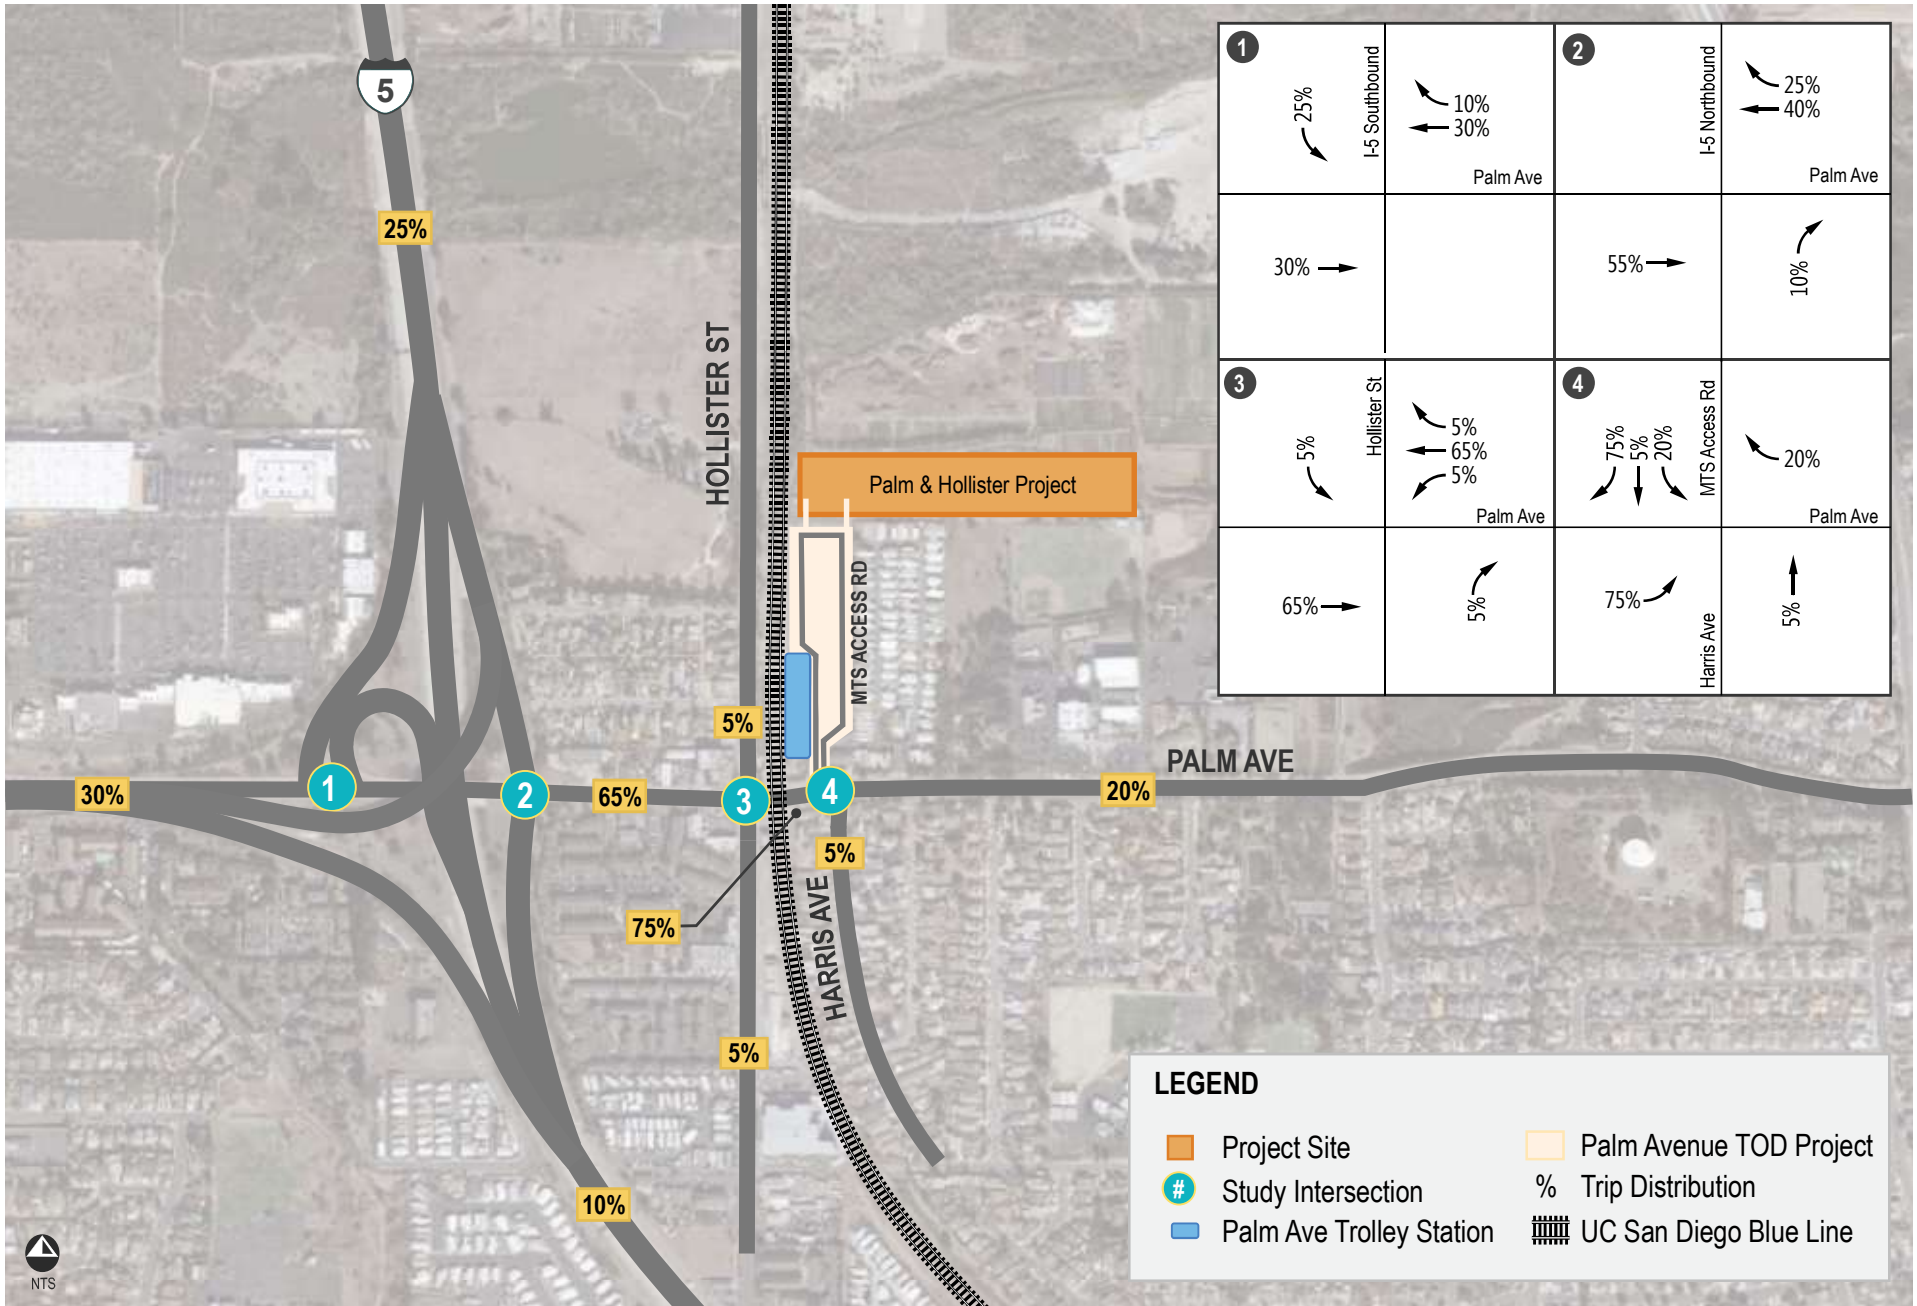 5
25%
HOLLISTER ST
Palm & Hollister Project
MTS ACCESS RD
5%
PALM AVE
30%
1
2
65%
3
4
20%
5%
75%
HARRIS AVE
5%
10%
NTS
1
25%
I-5 Southbound
10%
30%
Palm Ave
30%
2
I-5 Northbound
25%
40%
Palm Ave
55%
10%
3
5%
Hollister St
5%
65%
5%
Palm Ave
65%
5%
4
75%
5%
20%
MTS Access Rd
20%
Palm Ave
75%
Harris Ave
5%
LEGEND
Project Site
# Study Intersection
Palm Ave Trolley Station
Palm Avenue TOD Project
% Trip Distribution
UC San Diego Blue Line